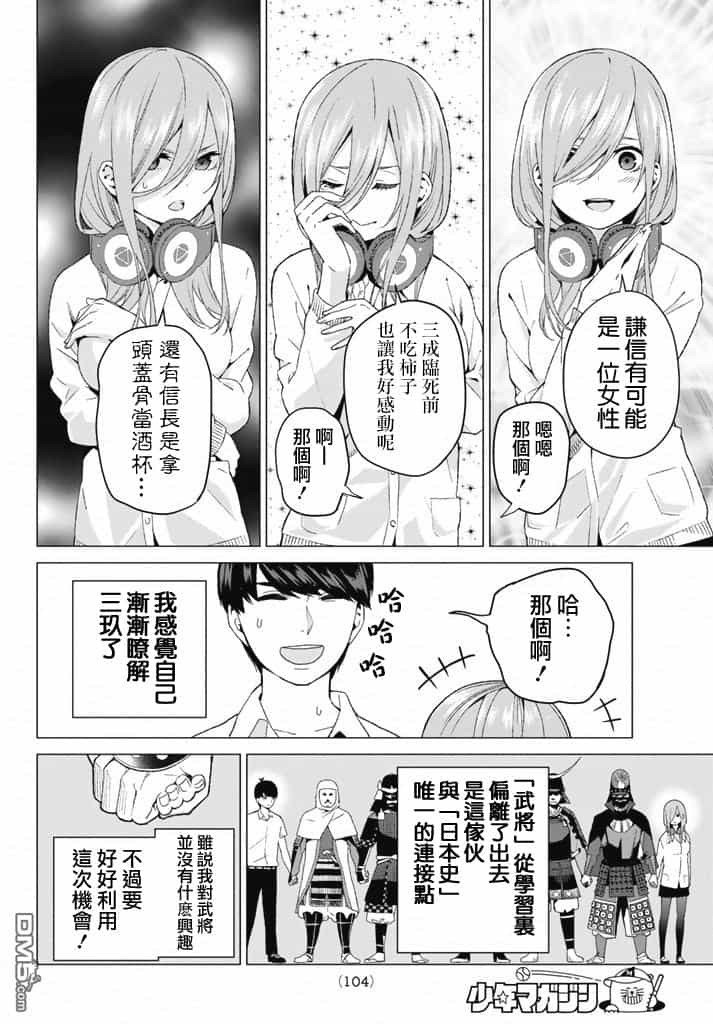 謙信有可能
是一位女性
嗯嗯
那個啊！
三成臨死前
不吃柿子
也讓我好感動呢
啊—
那個啊！
還有信長是拿
頭蓋骨當酒杯…
哈…
那個啊！
哈
哈
哈
我感覺自己
漸漸瞭解
三玖了
「武將」從學習裏
偏離了出去
是這傢伙
與「日本史」
唯一的連接點
雖説我對武將
並沒有什麽興趣
不過要
好好利用
這次機會！
（104）
少年マガジン
DM5.com